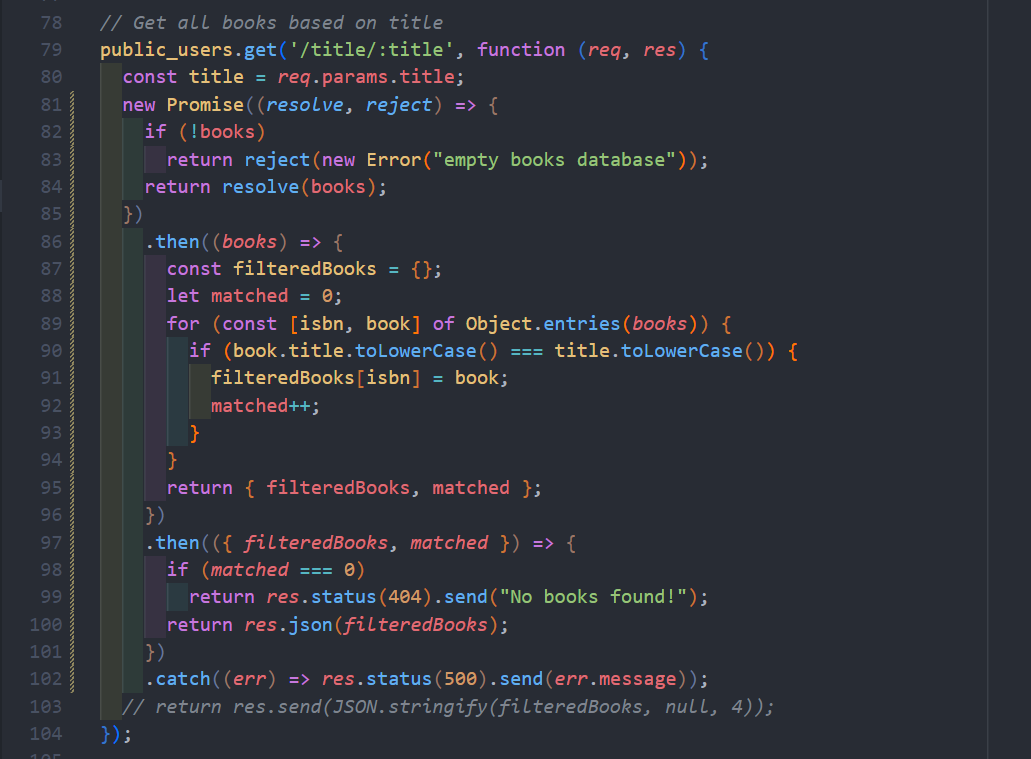 78 // Get all books based on title
79 public_users.get('/title/:title', function (req, res) {
80 const title = req.params.title;
81 new Promise((resolve, reject) => {
82 if (!books)
83 return reject(new Error("empty books database"));
84 return resolve(books);
85 })
86 .then((books) => {
87 const filteredBooks = {};
88 let matched = 0;
89 for (const [isbn, book] of Object.entries(books)) {
90 if (book.title.toLowerCase() === title.toLowerCase()) {
91 filteredBooks[isbn] = book;
92 matched++;
93 }
94 }
95 return { filteredBooks, matched };
96 })
97 .then(({ filteredBooks, matched }) => {
98 if (matched === 0)
99 return res.status(404).send("No books found!");
100 return res.json(filteredBooks);
101 })
102 .catch((err) => res.status(500).send(err.message));
103 // return res.send(JSON.stringify(filteredBooks, null, 4));
104 });